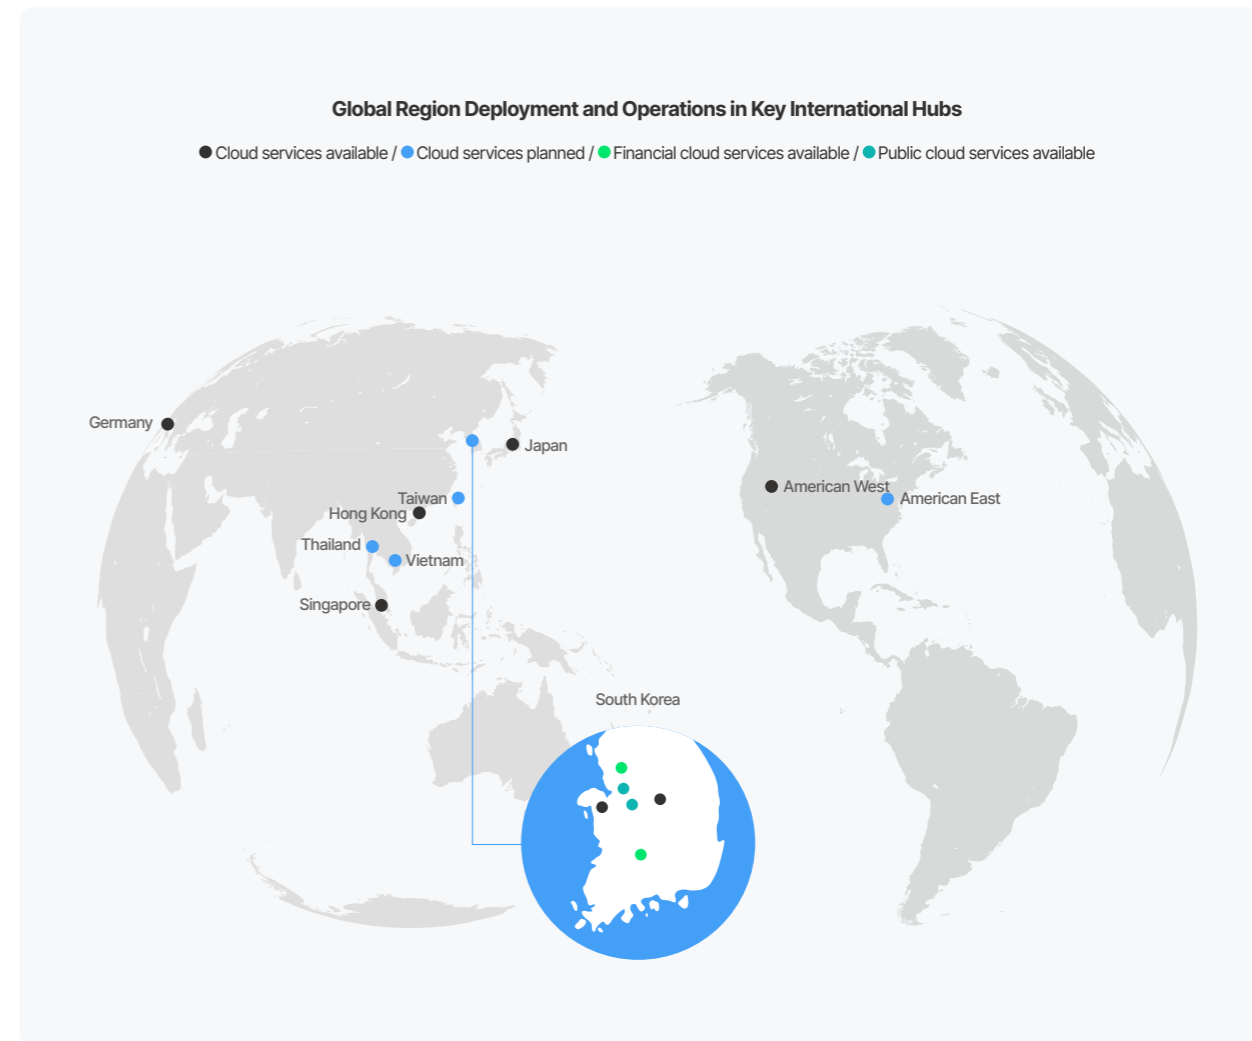 Global Region Deployment and Operations in Key International Hubs
Cloud services available / Cloud services planned / Financial cloud services available / Public cloud services available
Germany
Japan
American West
American East
Taiwan
Hong Kong
Thailand
Vietnam
Singapore
South Korea